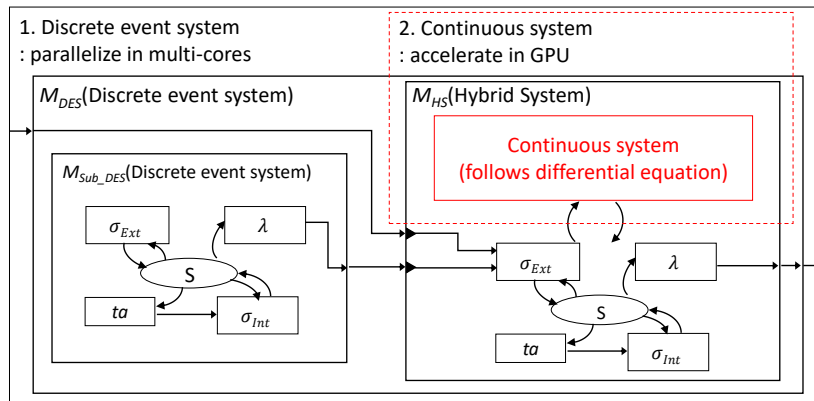 1. Discrete event system
: parallelize in multi-cores
2. Continuous system
: accelerate in GPU
M_DES(Discrete event system)
M_HS(Hybrid System)
Continuous system
(follows differential equation)
M_Sub_DES(Discrete event system)
σ_Ext
λ
S
ta
σ_Int
σ_Ext
λ
S
ta
σ_Int